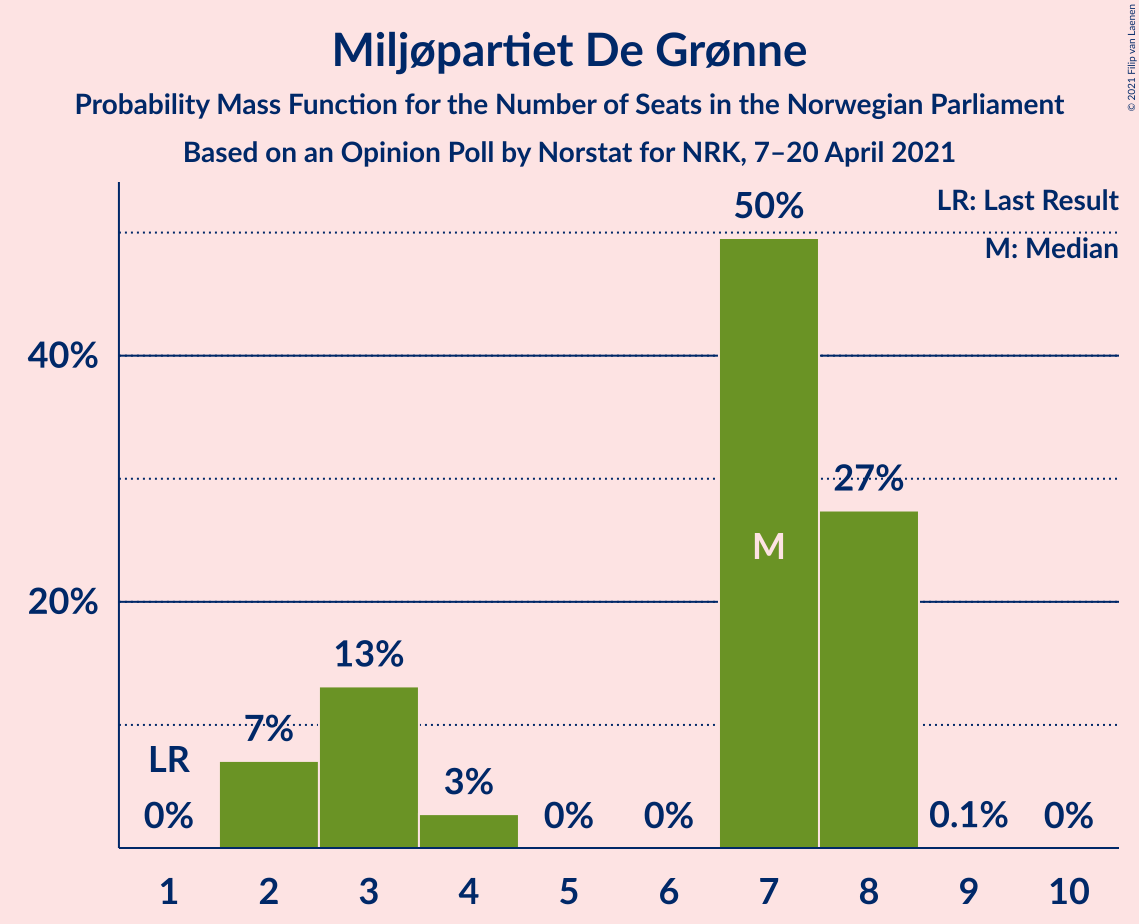 Miljøpartiet De Grønne
Probability Mass Function for the Number of Seats in the Norwegian Parliament
Based on an Opinion Poll by Norstat for NRK, 7–20 April 2021
© 2021 Filip van Laenen
LR: Last Result
M: Median
50%
40%
27%
M
20%
13%
7%
LR
3%
0%
0%
0%
0.1%
0%
1 2 3 4 5 6 7 8 9 10